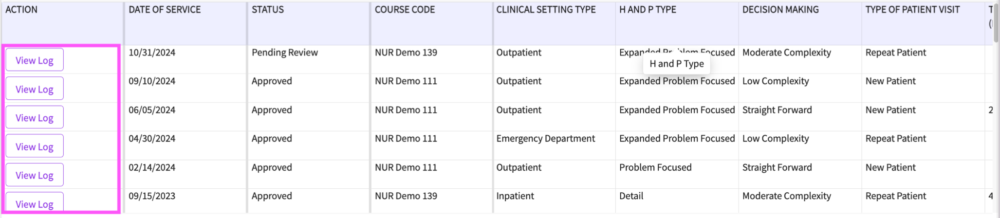 ACTION DATE OF SERVICE STATUS COURSE CODE CLINICAL SETTING TYPE H AND P TYPE DECISION MAKING TYPE OF PATIENT VISIT T
(
View Log 10/31/2024 Pending Review NUR Demo 139 Outpatient Expanded Problem Focused Moderate Complexity Repeat Patient
H and P Type
View Log 09/10/2024 Approved NUR Demo 111 Outpatient Expanded Problem Focused Low Complexity New Patient
View Log 06/05/2024 Approved NUR Demo 111 Outpatient Expanded Problem Focused Straight Forward New Patient 2
View Log 04/30/2024 Approved NUR Demo 111 Emergency Department Expanded Problem Focused Low Complexity Repeat Patient
View Log 02/14/2024 Approved NUR Demo 111 Outpatient Problem Focused Straight Forward New Patient
View Log 09/15/2023 Approved NUR Demo 139 Inpatient Detail Moderate Complexity Repeat Patient 4